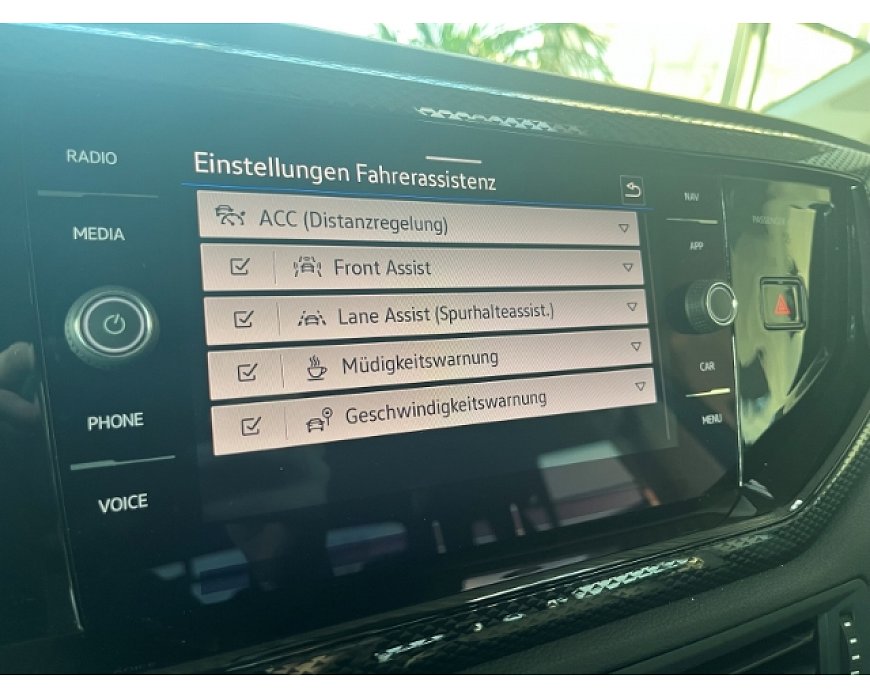 RADIO
MEDIA
PHONE
VOICE
Einstellungen Fahrerassistenz
ACC (Distanzregelung)
Front Assist
Lane Assist (Spurhalteassist.)
Müdigkeitswarnung
Geschwindigkeitswarnung
NAV
APP
CAR
MENU
PASSENGER